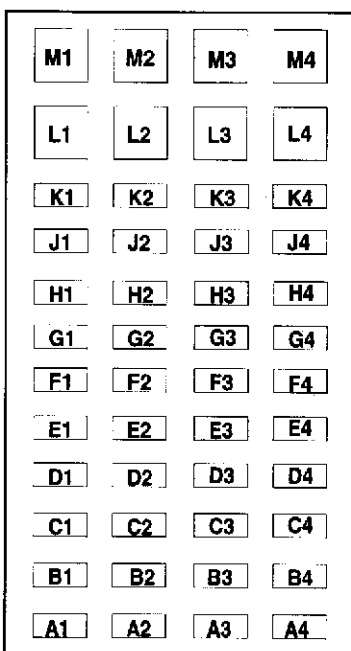 M1 M2 M3 M4
L1 L2 L3 L4
K1 K2 K3 K4
J1 J2 J3 J4
H1 H2 H3 H4
G1 G2 G3 G4
F1 F2 F3 F4
E1 E2 E3 E4
D1 D2 D3 D4
C1 C2 C3 C4
B1 B2 B3 B4
A1 A2 A3 A4